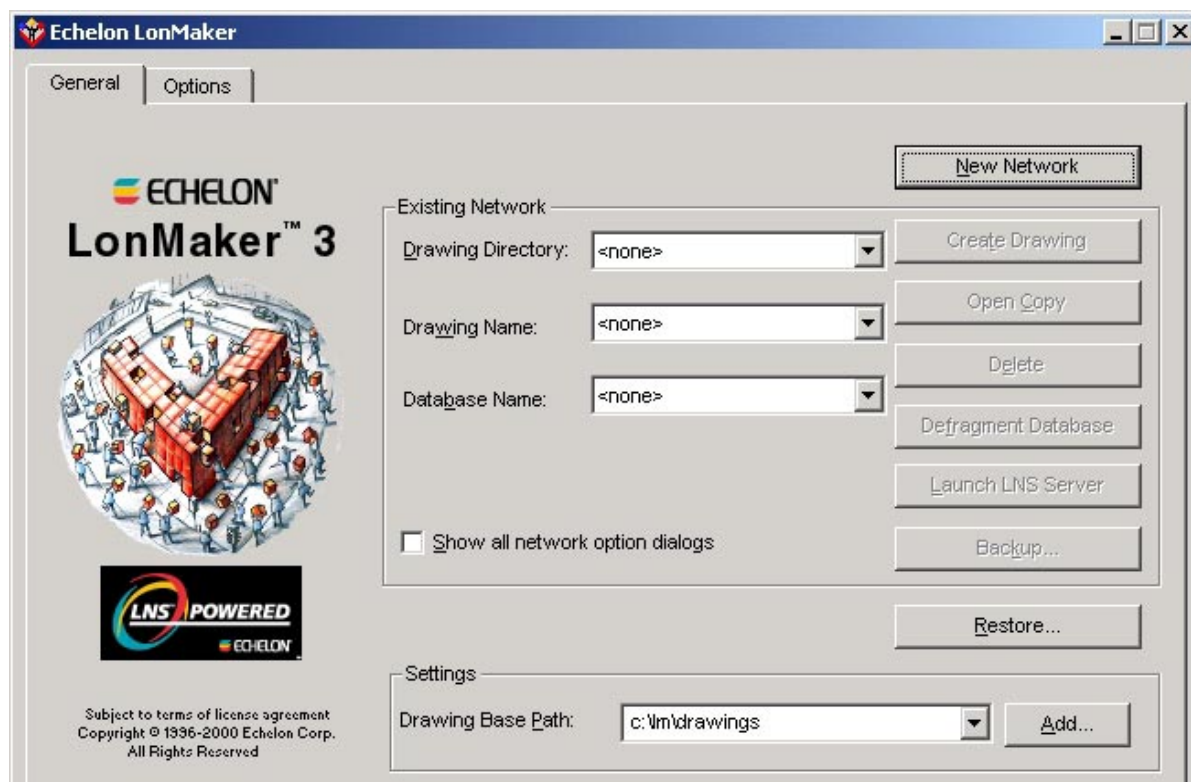 Echelon LonMaker
General
Options
ECHELON
LonMaker™ 3
LNS POWERED
ECHELON
Subject to terms of license agreement
Copyright © 1996-2000 Echelon Corp.
All Rights Reserved
New Network
Existing Network
Drawing Directory: <none>
Create Drawing
Open Copy
Drawing Name: <none>
Delete
Database Name: <none>
Defragment Database
Launch LNS Server
Show all network option dialogs
Backup...
Restore...
Settings
Drawing Base Path: c:\lm\drawings
Add...